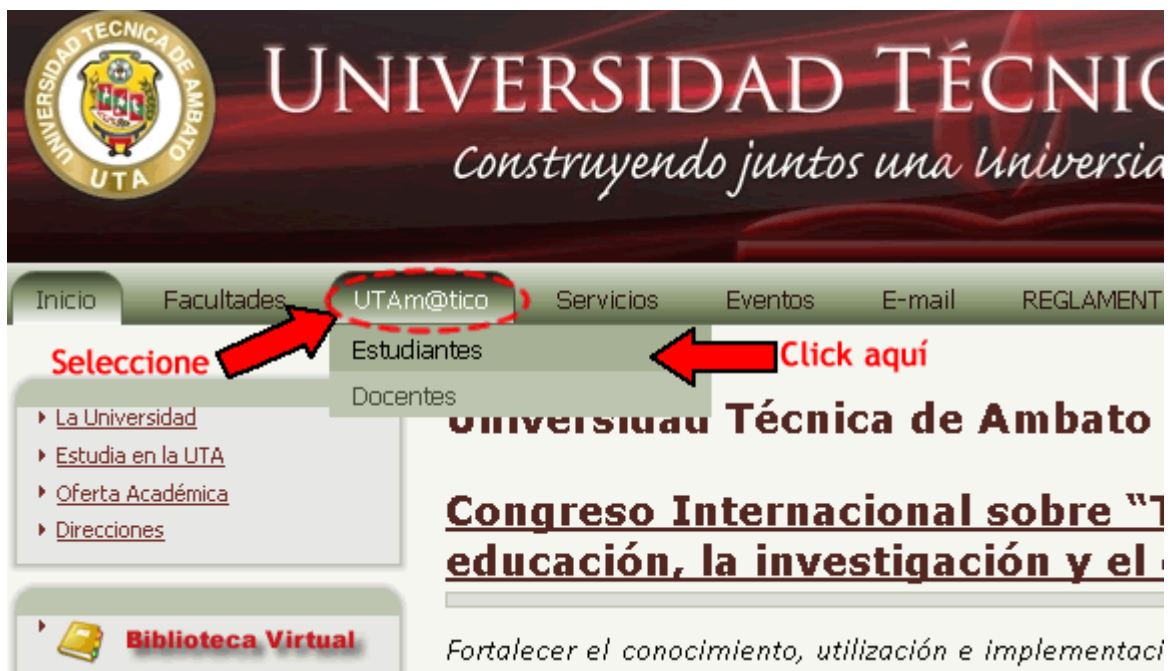 UNIVERSIDAD TECNICA DE AMBATO
UTA
UNIVERSIDAD TÉCNIC
Construyendo juntos una Universid
Inicio Facultades UTAm@tico Servicios Eventos E-mail REGLAMENT
Seleccione
Estudiantes
Click aquí
Docentes
La Universidad
Estudia en la UTA
Oferta Académica
Direcciones
Universidad Técnica de Ambato
Congreso Internacional sobre “T
educación, la investigación y el
Biblioteca Virtual
Fortalecer el conocimiento, utilización e implementaci